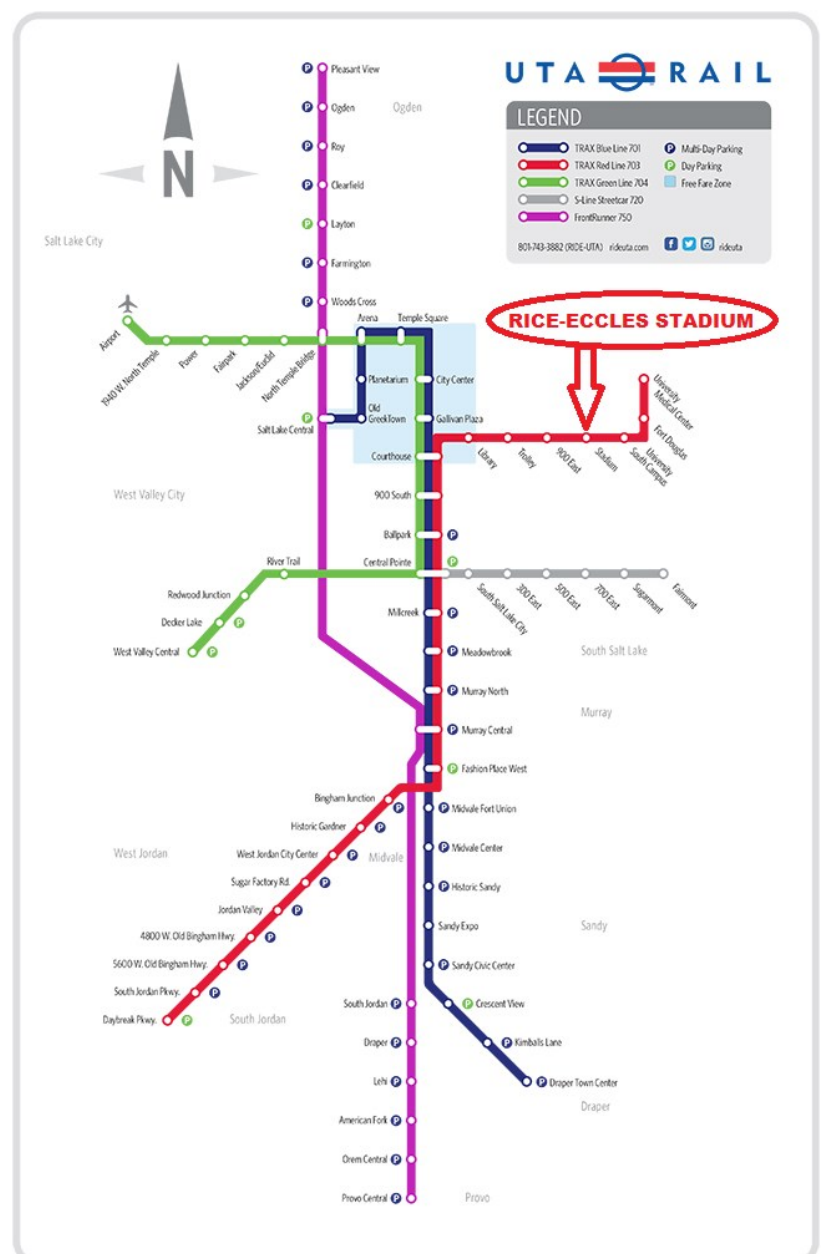 UTA RAIL
LEGEND
TRAX Blue Line 701
TRAX Red Line 703
TRAX Green Line 704
S-Line Streetcar 720
FrontRunner 750
P Multi-Day Parking
P Day Parking
Free Fare Zone
801-743-3882 (RIDE-UTA) rideuta.com rideuta
N
P Pleasant View
P Ogden
Ogden
P Roy
P Clearfield
P Layton
Salt Lake City
P Farmington
P Woods Cross
Arena
Temple Square
RICE-ECCLES STADIUM
Airport
1940 W. North Temple
Power
Fairpark
Jackson/Euclid
North Temple Bridge
Planetarium
City Center
Old
GreekTown
Gallivan Plaza
P
Salt Lake Central
Courthouse
Library
Trolley
900 East
Stadium
University
South Campus
Fort Douglas
University
Medical Center
West Valley City
900 South
Ballpark P
Central Pointe P
River Trail
South Salt Lake City
300 East
500 East
700 East
Sugarmont
Fairmont
Redwood Junction
Decker Lake P
West Valley Central P
Millcreek P
P Meadowbrook
South Salt Lake
P Murray North
Murray
P Murray Central
P Fashion Place West
Bingham Junction P
Historic Gardner P
West Jordan City Center P
Sugar Factory Rd. P
Jordan Valley P
4800 W. Old Bingham Hwy. P
5600 W. Old Bingham Hwy. P
South Jordan Pkwy. P
Daybreak Pkwy. P
West Jordan
Midvale
South Jordan
P Midvale Fort Union
P Midvale Center
P Historic Sandy
Sandy Expo
Sandy
P Sandy Civic Center
P Crescent View
P Kimballs Lane
P Draper Town Center
Draper
South Jordan P
Draper P
Lehi P
American Fork P
Orem Central P
Provo Central P
Provo